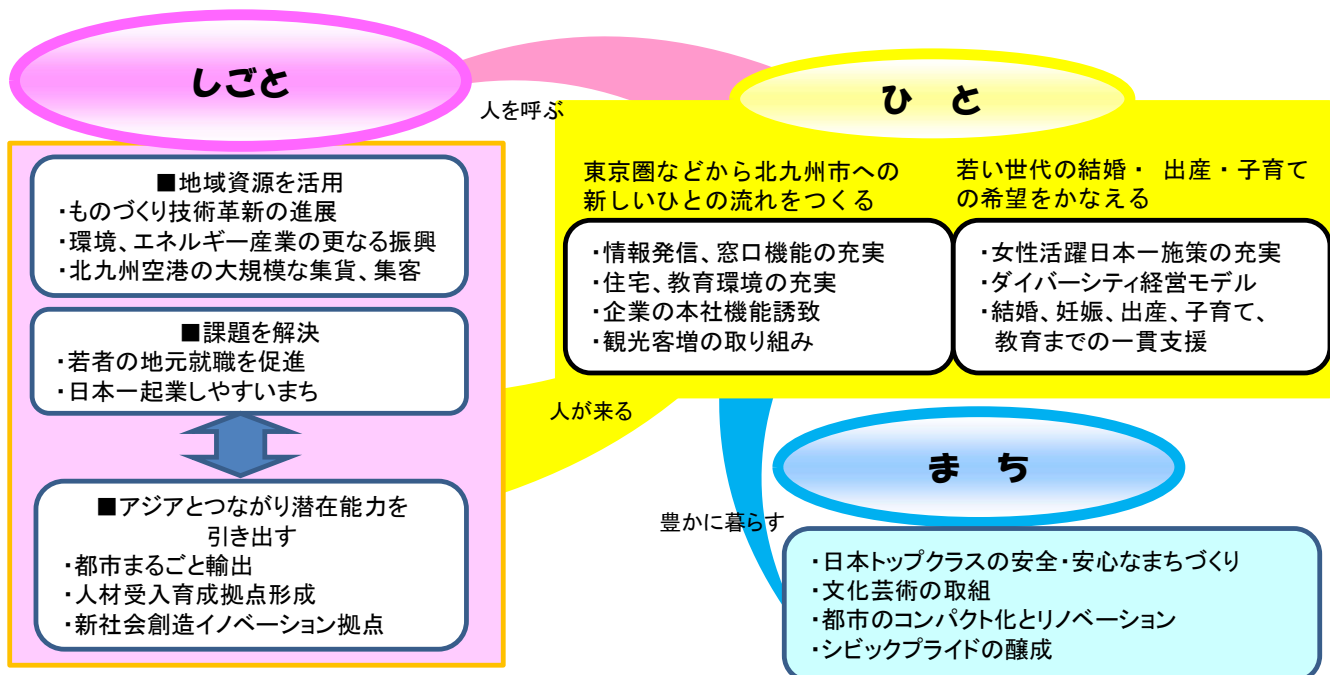 しごと
人を呼ぶ
■地域資源を活用
・ものづくり技術革新の進展
・環境、エネルギー産業の更なる振興
・北九州空港の大規模な集貨、集客
■課題を解決
・若者の地元就職を促進
・日本一起業しやすいまち
■アジアとつながり潜在能力を
引き出す
・都市まるごと輸出
・人材受入育成拠点形成
・新社会創造イノベーション拠点
ひ と
東京圏などから北九州市への
新しいひとの流れをつくる
・情報発信、窓口機能の充実
・住宅、教育環境の充実
・企業の本社機能誘致
・観光客増の取り組み
若い世代の結婚・ 出産・子育て
の希望をかなえる
・女性活躍日本一施策の充実
・ダイバーシティ経営モデル
・結婚、妊娠、出産、子育て、
教育までの一貫支援
人が来る
豊かに暮らす
ま ち
・日本トップクラスの安全・安心なまちづくり
・文化芸術の取組
・都市のコンパクト化とリノベーション
・シビックプライドの醸成